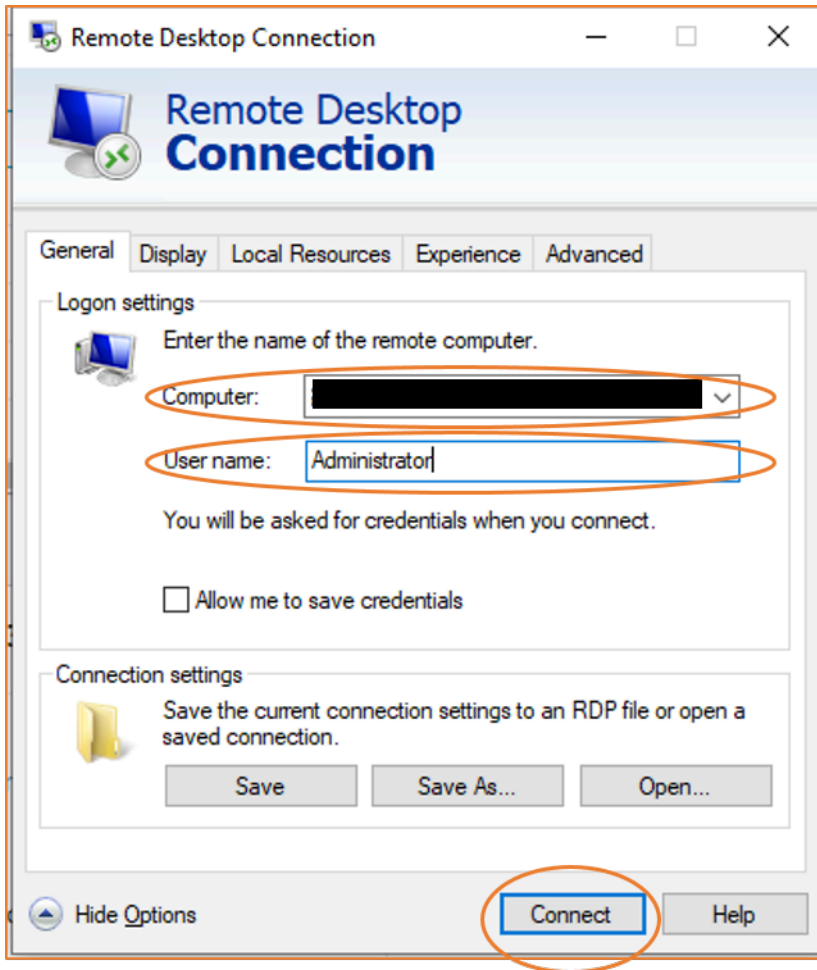 Remote Desktop Connection
Remote Desktop
Connection
General Display Local Resources Experience Advanced
Logon settings
Enter the name of the remote computer.
Computer:
User name: Administrator
You will be asked for credentials when you connect.
Allow me to save credentials
Connection settings
Save the current connection settings to an RDP file or open a
saved connection.
Save Save As... Open...
Hide Options Connect Help